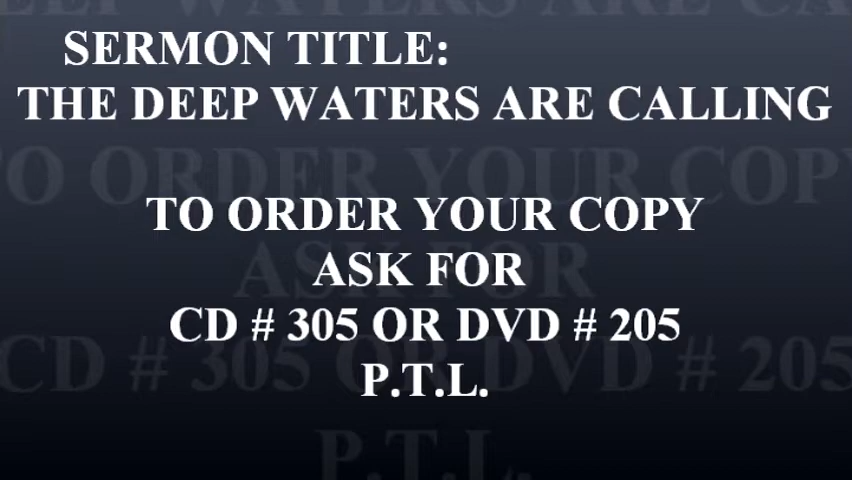 SERMON TITLE:
THE DEEP WATERS ARE CALLING
TO ORDER YOUR COPY
ASK FOR
CD # 305 OR DVD # 205
P.T.L.